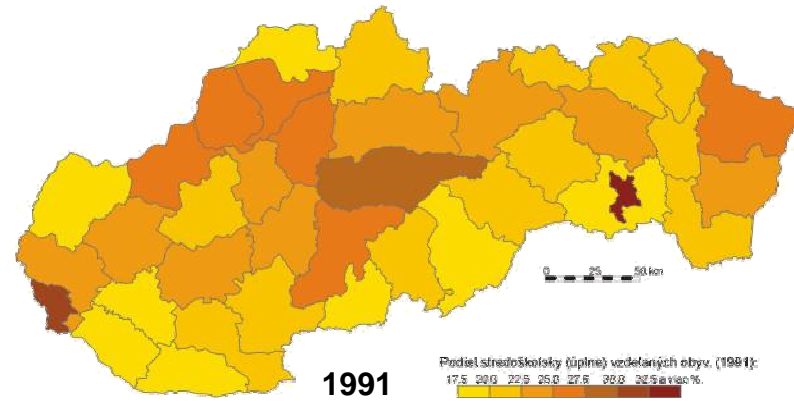 0 25 50 km
1991
Podiel stredoškolsky (úplne) vzdelaných obyv. (1991):
17,5 20,0 22,5 25,0 27,5 30,0 32,5 a viac %